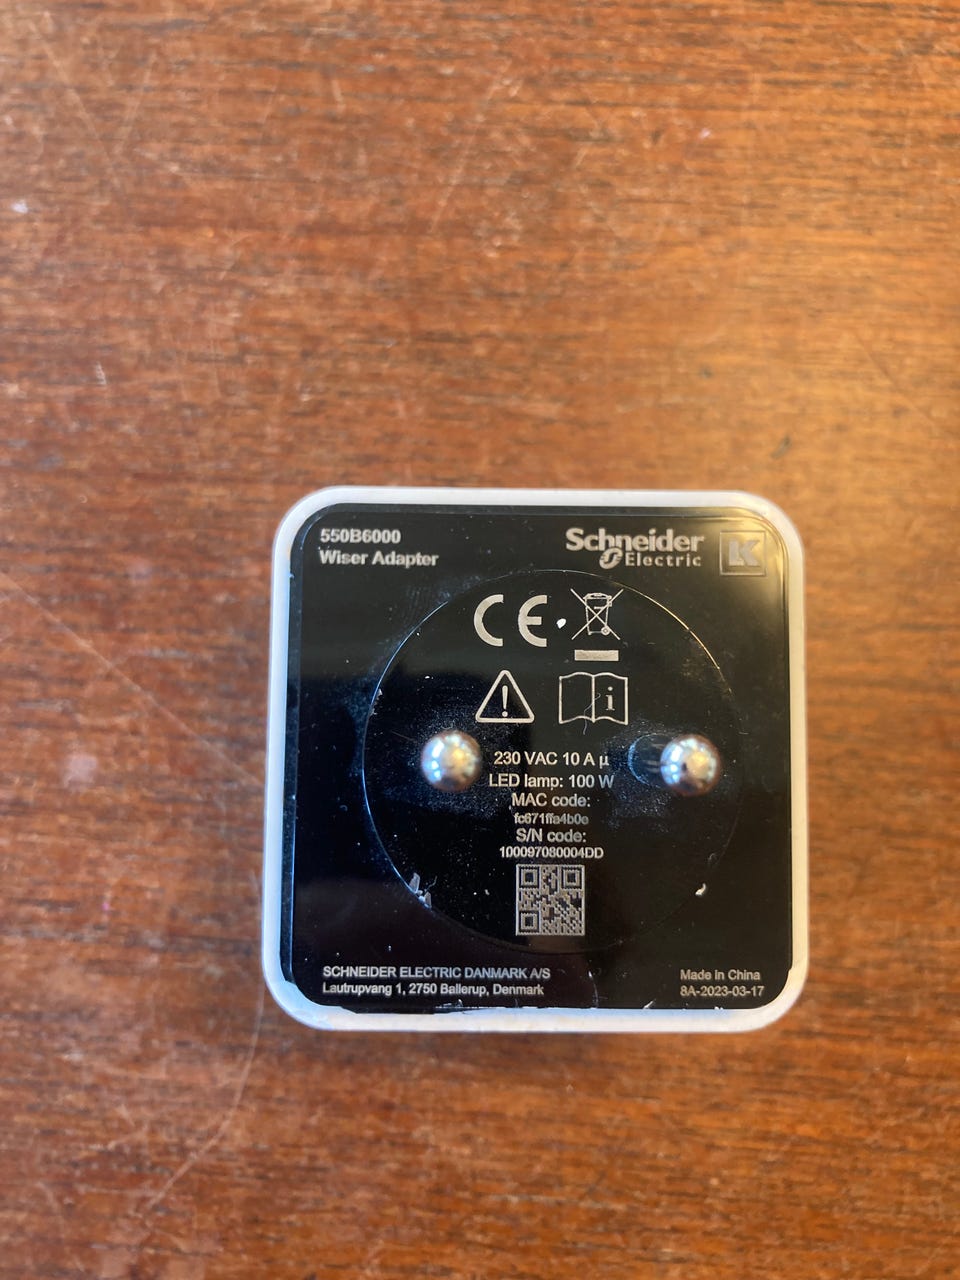 550B6000
Wiser Adapter
Schneider
Electric
LK
CE
i
230 VAC 10 A µ
LED lamp: 100 W
MAC code:
fc671ffa4b0e
S/N code:
100097080004DD
SCHNEIDER ELECTRIC DANMARK A/S
Lautrupvang 1, 2750 Ballerup, Denmark
Made in China
8A-2023-03-17